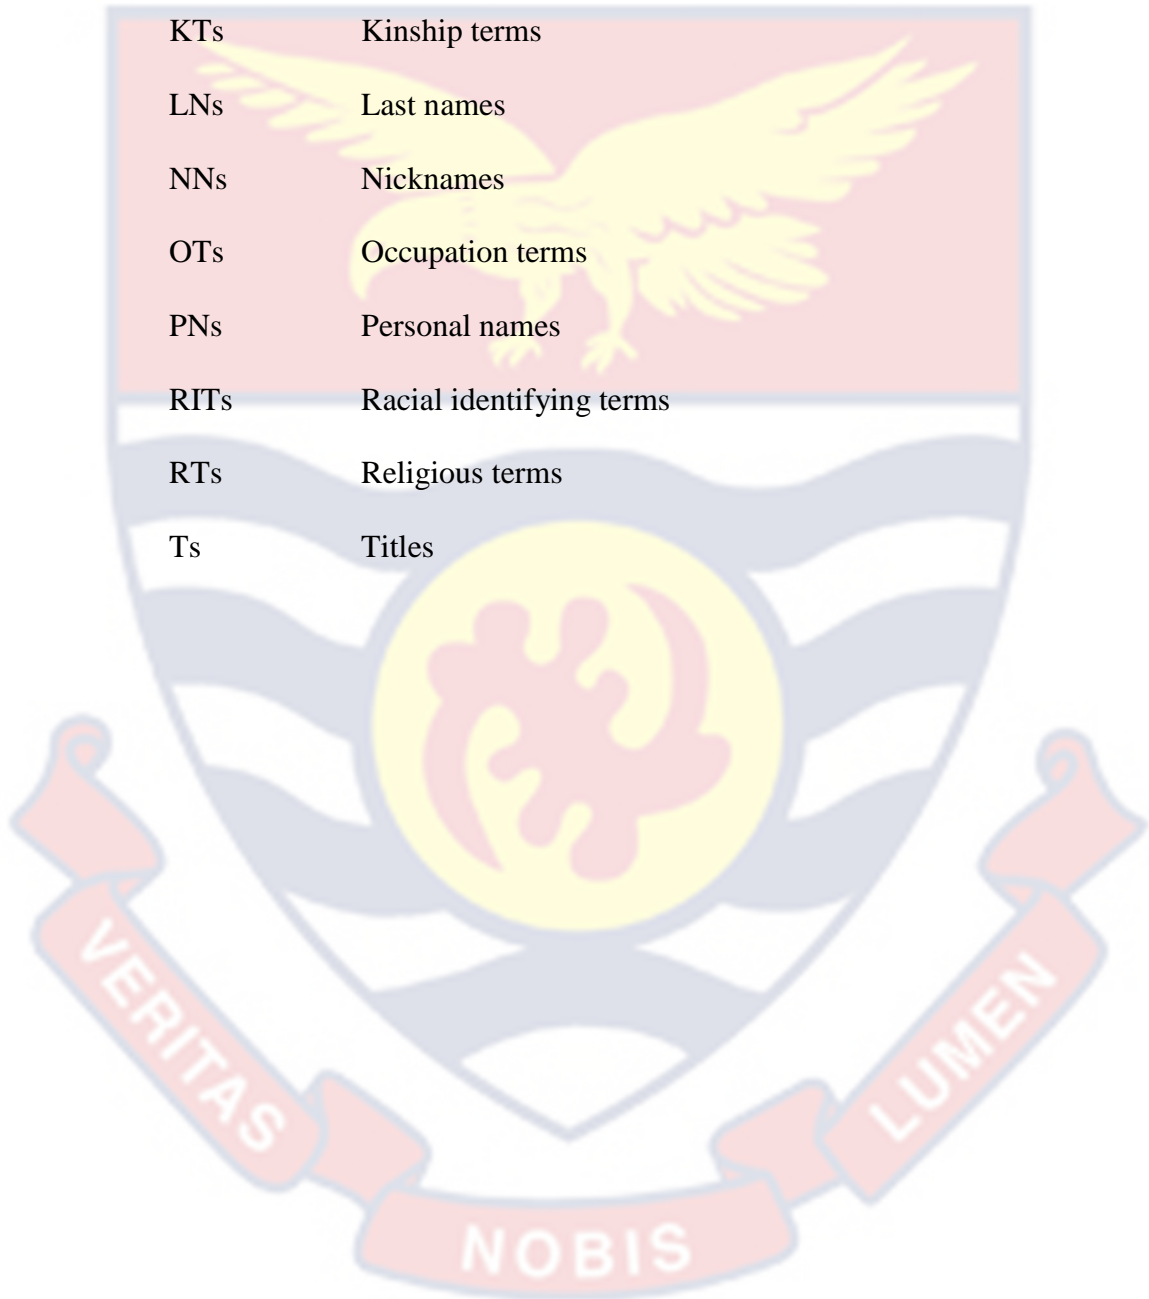 KTs Kinship terms
LNs Last names
NNs Nicknames
OTs Occupation terms
PNs Personal names
RITs Racial identifying terms
RTs Religious terms
Ts Titles
VERITAS
NOBIS
LUMEN